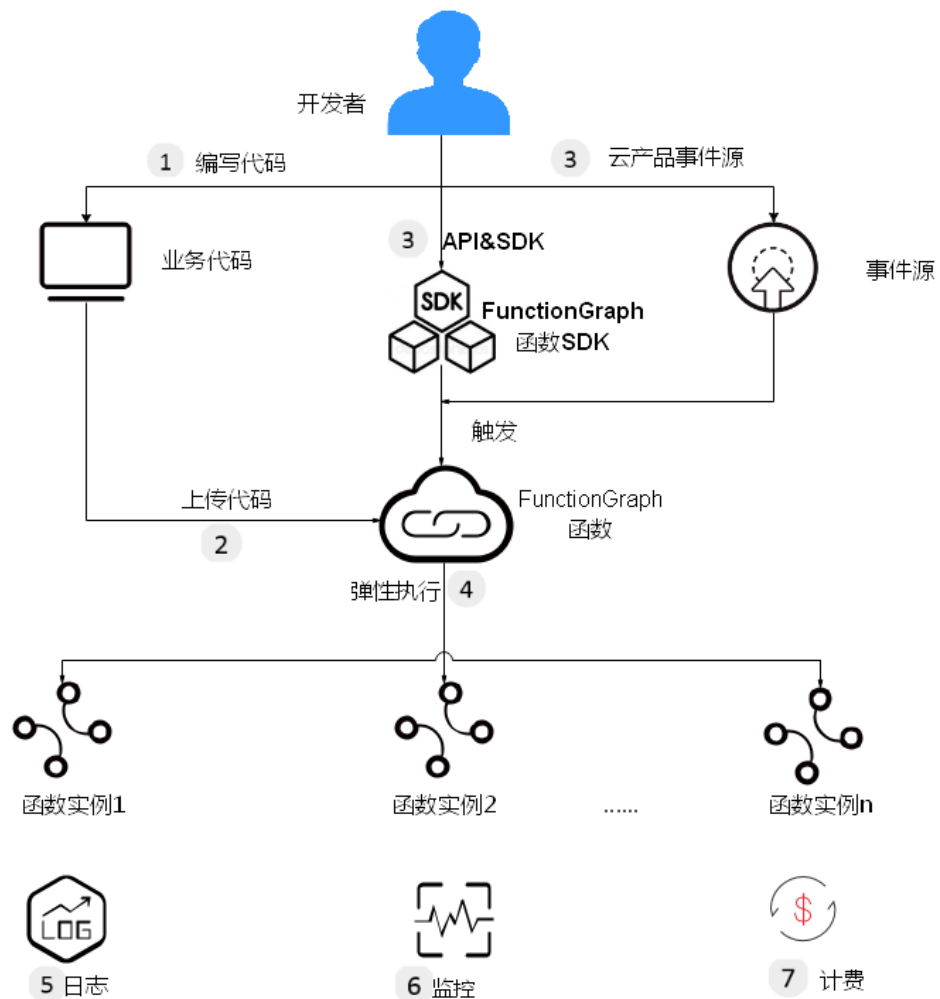 开发者
1 编写代码
3 云产品事件源
业务代码
3 API&SDK
事件源
SDK
FunctionGraph
函数SDK
触发
上传代码
2
FunctionGraph
函数
弹性执行 4
函数实例1
函数实例2
......
函数实例n
LOG
$
5 日志
6 监控
7 计费